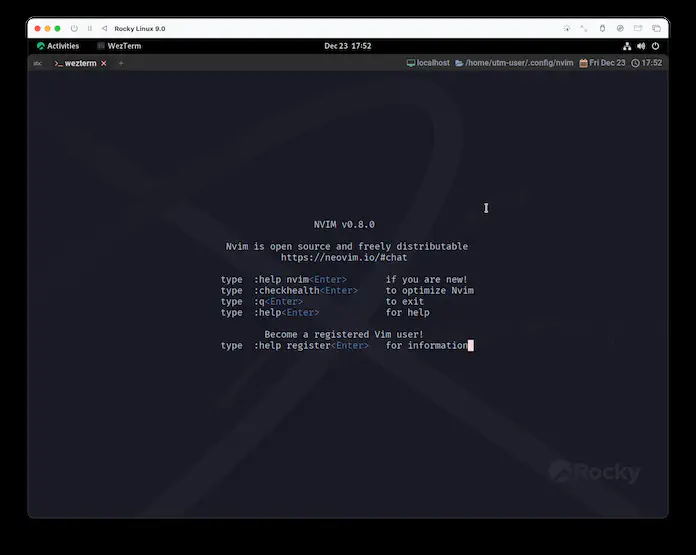 Rocky Linux 9.0
Activities WezTerm Dec 23 17:52
abc >_ wezterm × + localhost /home/utm-user/.config/nvim Fri Dec 23 17:52
NVIM v0.8.0
Nvim is open source and freely distributable
https://neovim.io/#chat
type :help nvim<Enter> if you are new!
type :checkhealth<Enter> to optimize Nvim
type :q<Enter> to exit
type :help<Enter> for help
Become a registered Vim user!
type :help register<Enter> for information
Rocky